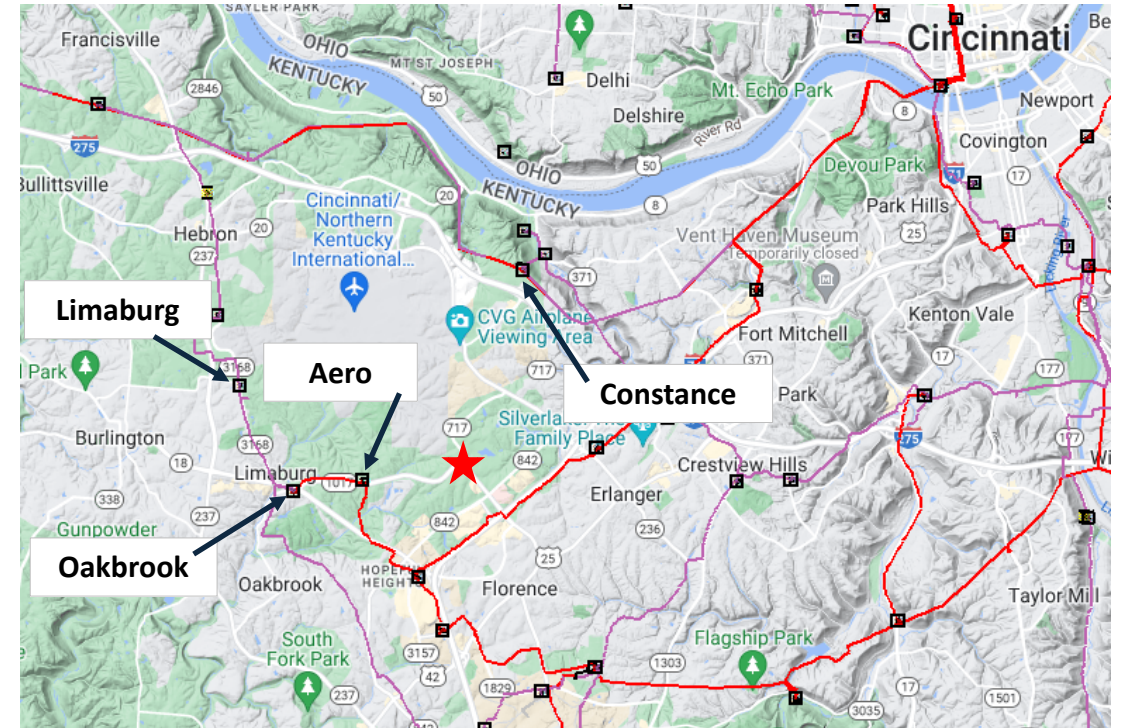 SAYLER PARK
Francisville
OHIO
KENTUCKY
MT ST JOSEPH
2846
50
Delhi
Delshire
Mt. Echo Park
River Rd
Cincinnati
Be
Newport
8
Covington
275
Bullittsville
Cincinnati/
Northern
Kentucky
International...
20
Hebron
20
237
OHIO
50
KENTUCKY
8
Devou Park
71
17
Park Hills
25
Vent Haven Museum
Temporarily closed
371
Kenton Vale
Fort Mitchell
371
17
177
9
Limaburg
Aero
Constance
CVG Airplane
Viewing Area
717
Park
Park
3168
Burlington
18
3168
Limaburg
1017
717
Silverlake
Family Place
842
Crestview Hills
275
177
Wi
338
237
Gunpowder
Oakbrook
Oakbrook
842
Erlanger
236
25
HOPEFUL
HEIGHTS
Florence
Taylor Mill
South
Fork Park
3157
42
237
1829
842
1303
Flagship Park
17
3035
1501